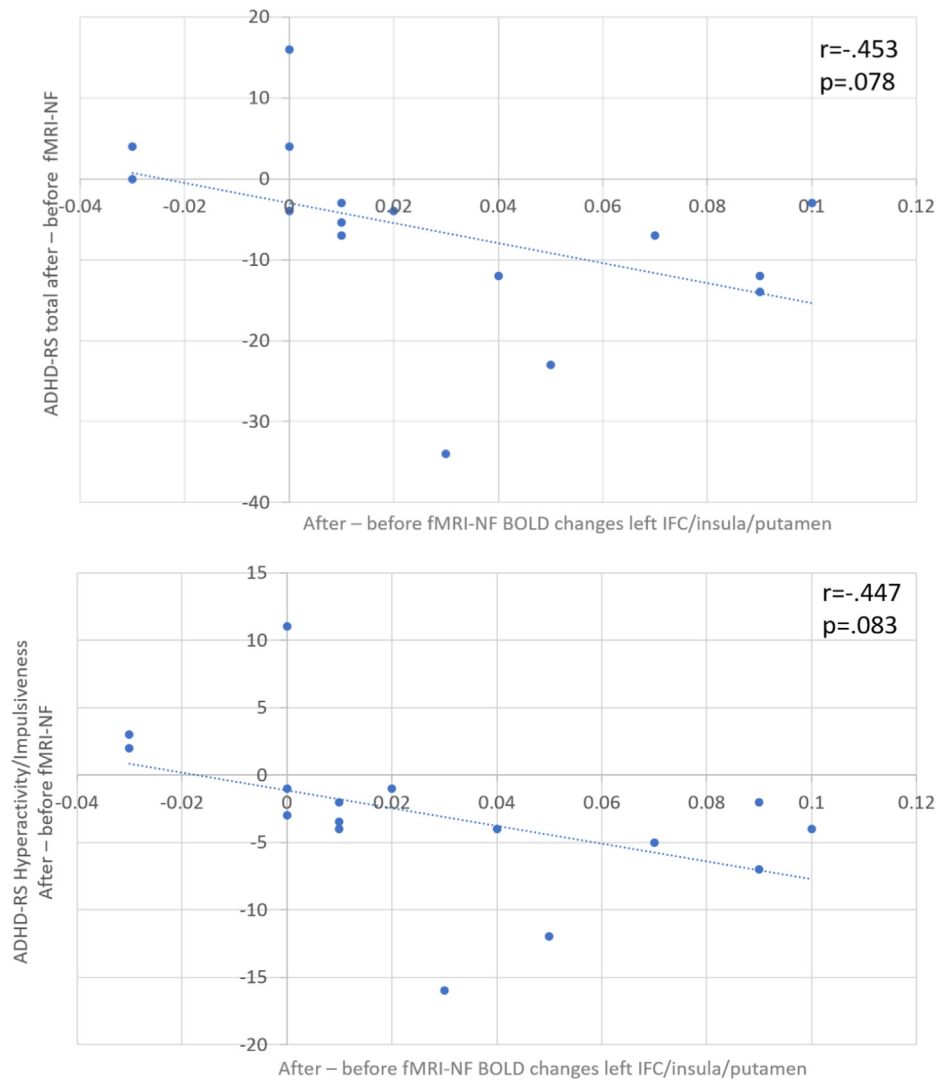 20
r=-.453
p=.078
10
0
-0.04 -0.02 0 0.02 0.04 0.06 0.08 0.1 0.12
-10
-20
-30
-40
ADHD-RS total after – before fMRI-NF
After – before fMRI-NF BOLD changes left IFC/insula/putamen
15
r=-.447
p=.083
10
5
0
-0.04 -0.02 0 0.02 0.04 0.06 0.08 0.1 0.12
-5
-10
-15
-20
ADHD-RS Hyperactivity/Impulsiveness
After – before fMRI-NF
After – before fMRI-NF BOLD changes left IFC/insula/putamen